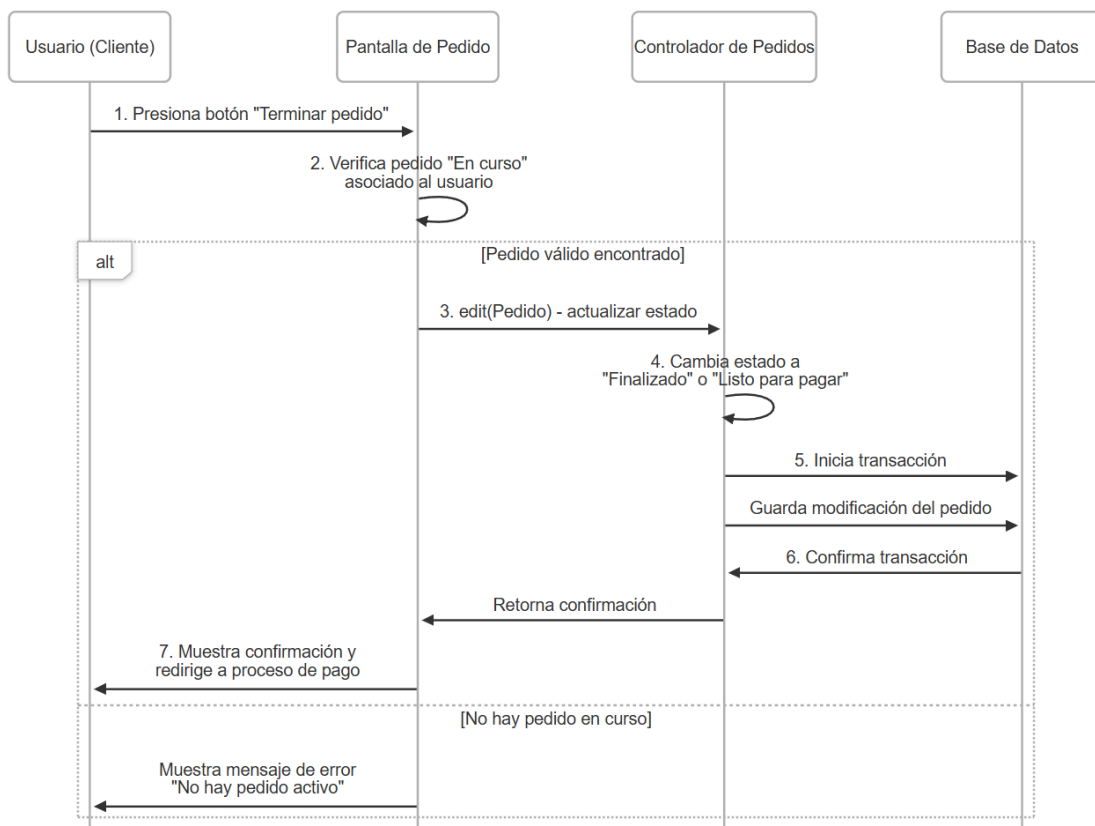 Usuario (Cliente)
Pantalla de Pedido
Controlador de Pedidos
Base de Datos
1. Presiona botón "Terminar pedido"
2. Verifica pedido "En curso"
asociado al usuario
alt
[Pedido válido encontrado]
3. edit(Pedido) - actualizar estado
4. Cambia estado a
"Finalizado" o "Listo para pagar"
5. Inicia transacción
Guarda modificación del pedido
6. Confirma transacción
Retorna confirmación
7. Muestra confirmación y
redirige a proceso de pago
[No hay pedido en curso]
Muestra mensaje de error
"No hay pedido activo"